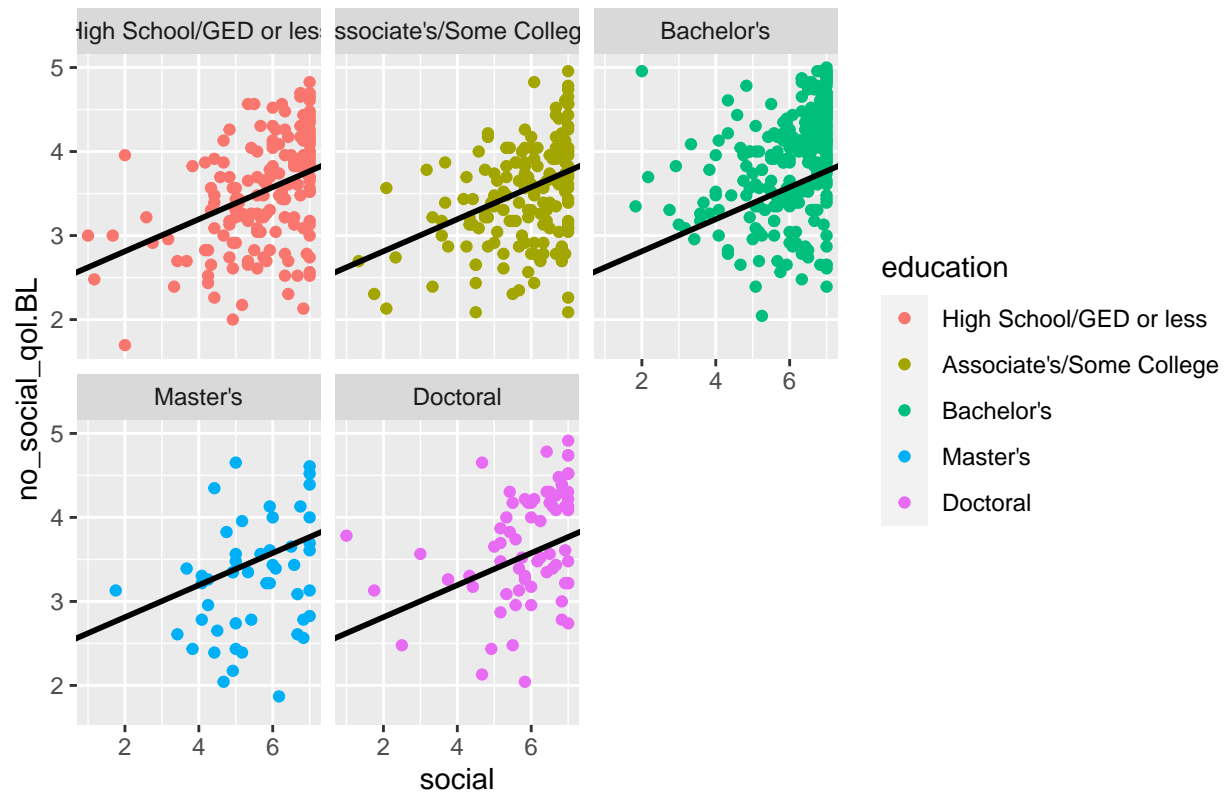 High School/GED or less
ssociate's/Some Colleg
Bachelor's
5
4
3
2
2 4 6
Master's
Doctoral
5
4
3
2
2 4 6
2 4 6
no_social_qol.BL
social
education
High School/GED or less
Associate's/Some College
Bachelor's
Master's
Doctoral